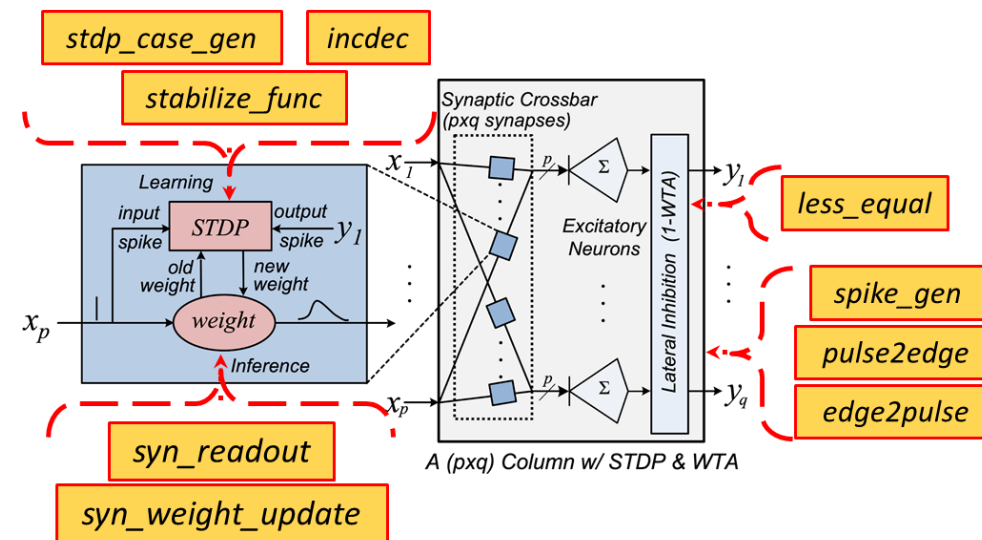 stdp_case_gen
incdec
stabilize_func
Synaptic Crossbar
(pxq synapses)
Learning
input
spike
STDP
output
spike
y1
old
weight
new
weight
xp
weight
Inference
x1
p
Σ
Excitatory
Neurons
Lateral Inhibition (1-WTA)
y1
xp
p
Σ
yq
A (pxq) Column w/ STDP & WTA
less_equal
spike_gen
pulse2edge
edge2pulse
syn_readout
syn_weight_update